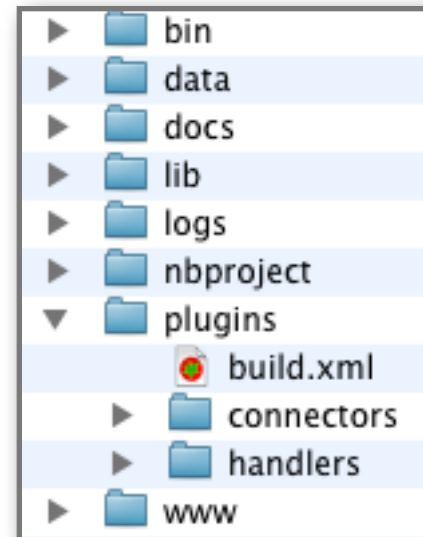 bin
data
docs
lib
logs
nbproject
plugins
build.xml
connectors
handlers
www